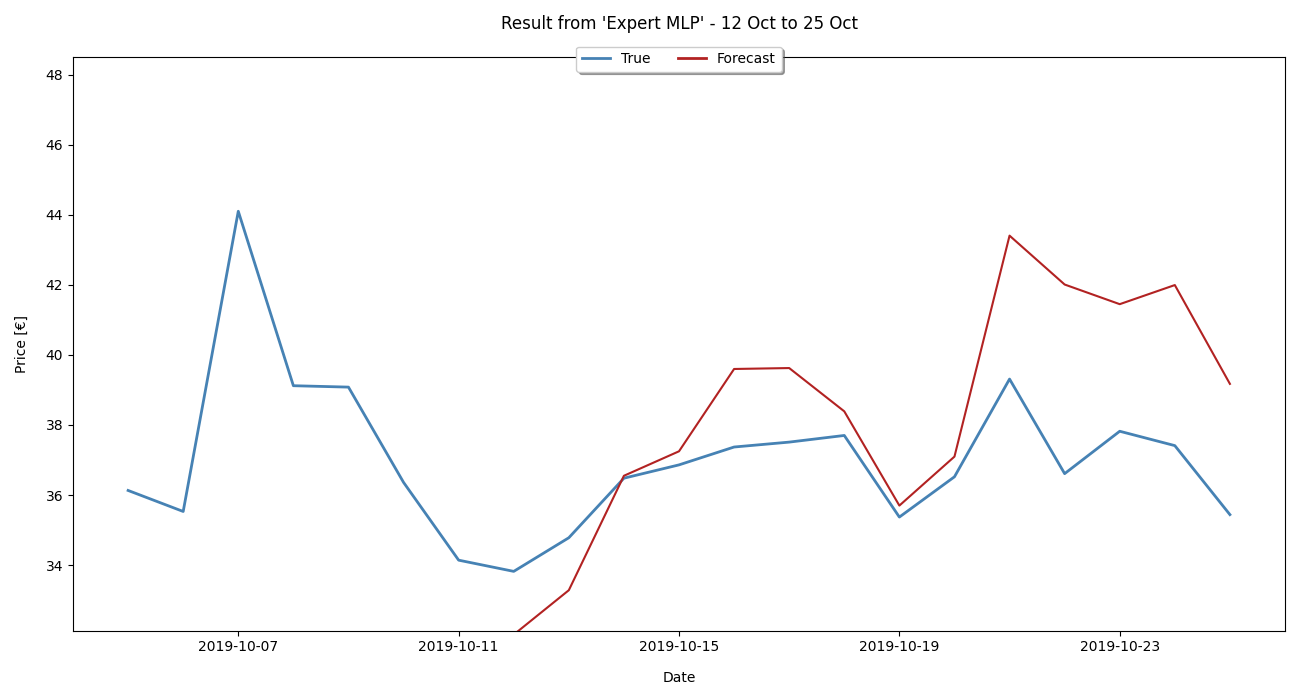 Result from 'Expert MLP' - 12 Oct to 25 Oct
True Forecast
48
46
44
42
40
38
36
34
Price [€]
2019-10-07 2019-10-11 2019-10-15 2019-10-19 2019-10-23
Date